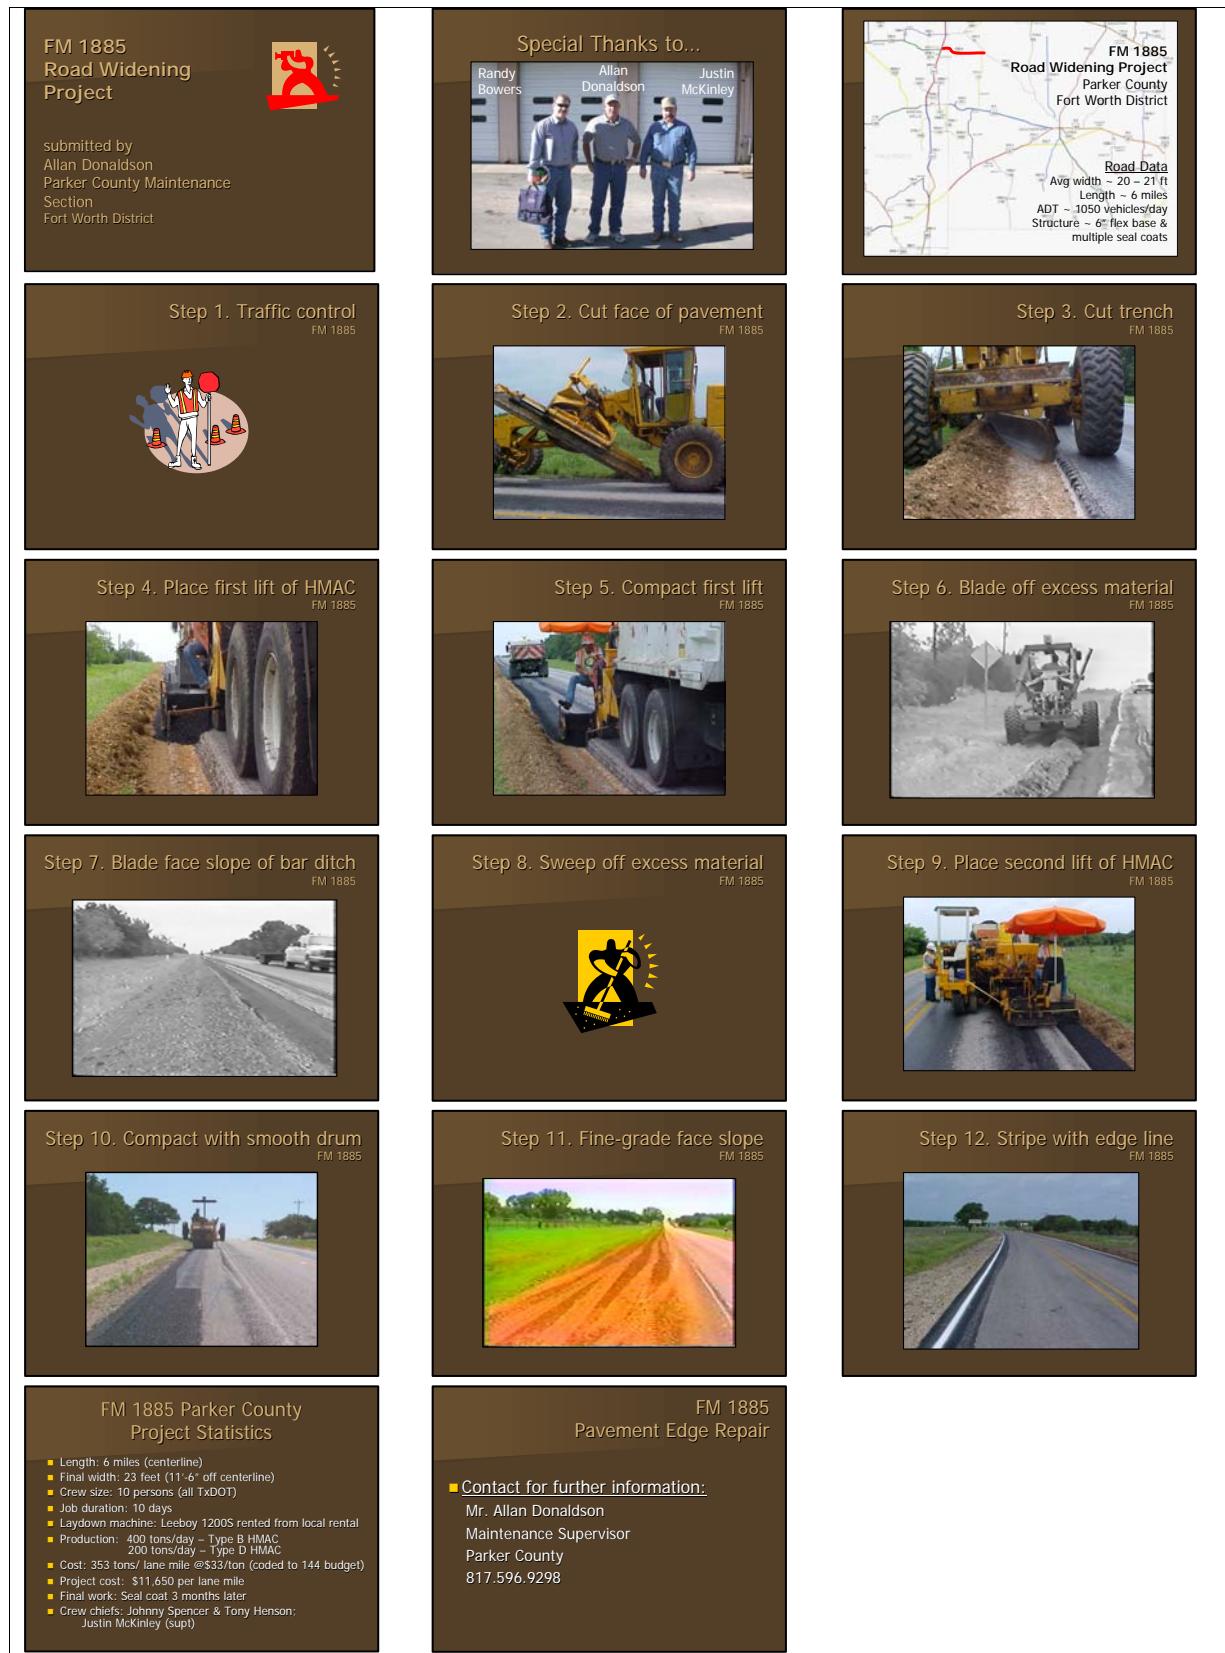 FM 1885
Road Widening
Project
submitted by
Allan Donaldson
Parker County Maintenance
Section
Fort Worth District
Special Thanks to...
Randy
Bowers
Allan
Donaldson
Justin
McKinley
FM 1885
Road Widening Project
Parker County
Fort Worth District
Road Data
Avg width ~ 20 – 21 ft
Length ~ 6 miles
ADT ~ 1050 vehicles/day
Structure ~ 6" flex base &
multiple seal coats
Step 1. Traffic control
FM 1885
Step 2. Cut face of pavement
FM 1885
Step 3. Cut trench
FM 1885
Step 4. Place first lift of HMAC
FM 1885
Step 5. Compact first lift
FM 1885
Step 6. Blade off excess material
FM 1885
Step 7. Blade face slope of bar ditch
FM 1885
Step 8. Sweep off excess material
FM 1885
Step 9. Place second lift of HMAC
FM 1885
Step 10. Compact with smooth drum
FM 1885
Step 11. Fine-grade face slope
FM 1885
Step 12. Stripe with edge line
FM 1885
FM 1885 Parker County
Project Statistics
Length: 6 miles (centerline)
Final width: 23 feet (11'-6" off centerline)
Crew size: 10 persons (all TxDOT)
Job duration: 10 days
Laydown machine: Leeboy 1200S rented from local rental
Production: 400 tons/day – Type B HMAC
200 tons/day – Type D HMAC
Cost: 353 tons/ lane mile @$33/ton (coded to 144 budget)
Project cost: $11,650 per lane mile
Final work: Seal coat 3 months later
Crew chiefs: Johnny Spencer & Tony Henson;
Justin McKinley (supt)
FM 1885
Pavement Edge Repair
Contact for further information:
Mr. Allan Donaldson
Maintenance Supervisor
Parker County
817.596.9298